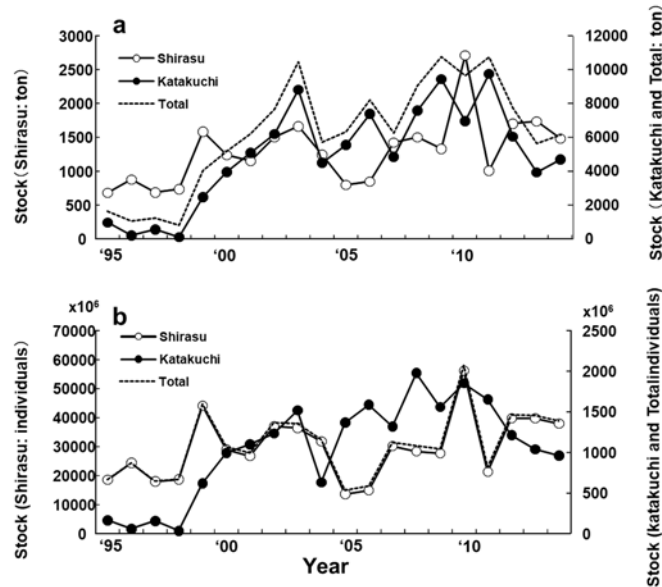 a
3000
2500
2000
1500
1000
500
0
Stock (Shirasu: ton)
Shirasu
Katakuchi
Total
12000
10000
8000
6000
4000
2000
0
Stock (Katakuchi and Total: ton)
‘95
‘00
‘05
‘10
b
x10⁶
70000
60000
50000
40000
30000
20000
10000
0
Stock (Shirasu: individuals)
Shirasu
Katakuchi
Total
x10⁶
2500
2000
1500
1000
500
0
Stock (katakuchi and Totalindividuals)
‘95
‘00
‘05
‘10
Year